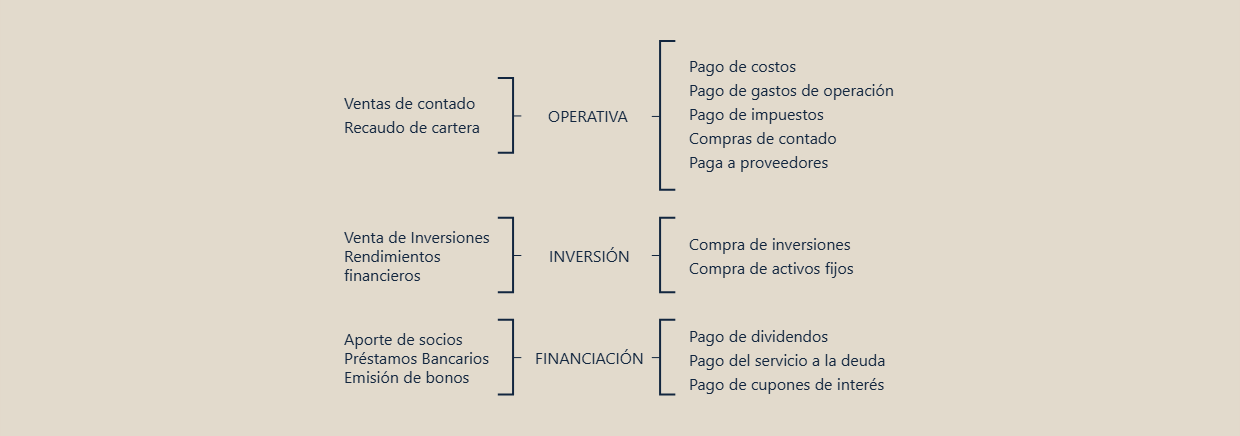 Ventas de contado
Recaudo de cartera
OPERATIVA
Pago de costos
Pago de gastos de operación
Pago de impuestos
Compras de contado
Paga a proveedores
Venta de Inversiones
Rendimientos
financieros
INVERSIÓN
Compra de inversiones
Compra de activos fijos
Aporte de socios
Préstamos Bancarios
Emisión de bonos
FINANCIACIÓN
Pago de dividendos
Pago del servicio a la deuda
Pago de cupones de interés